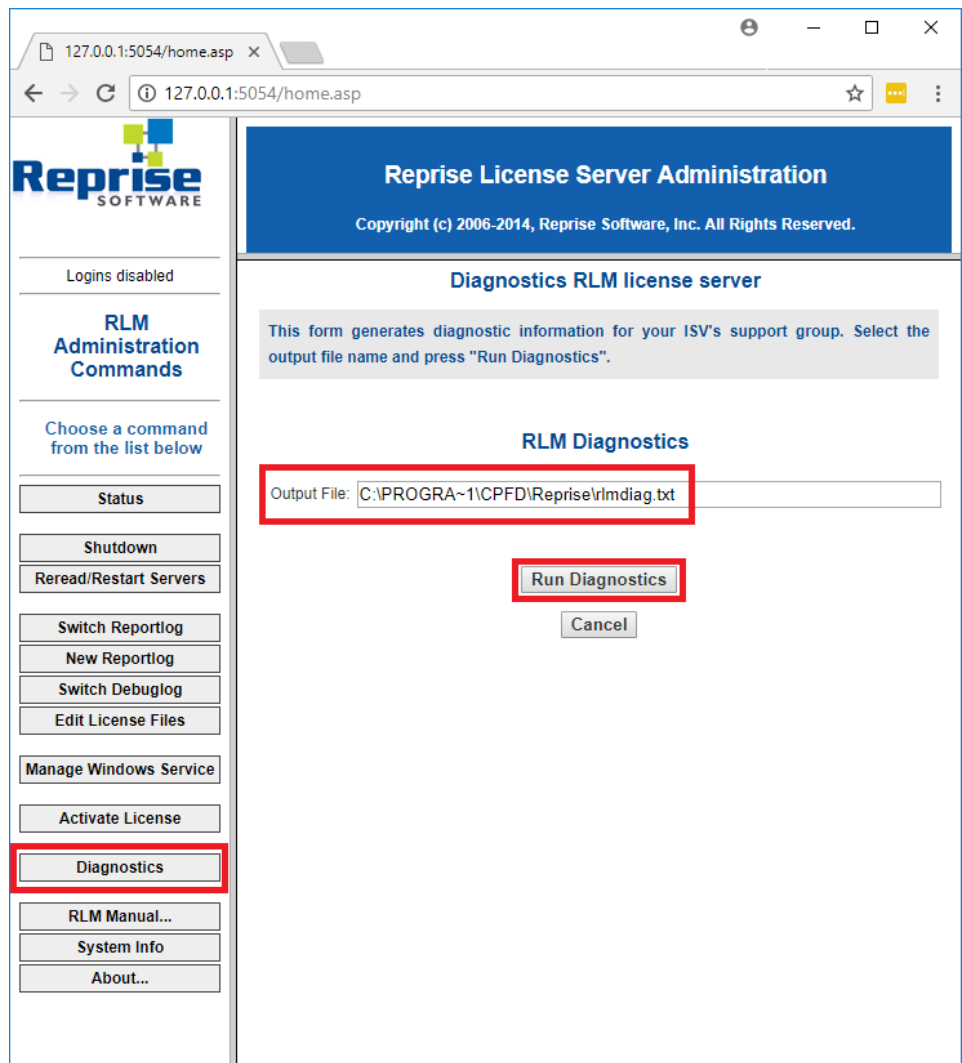 127.0.0.1:5054/home.asp
127.0.0.1:5054/home.asp
Reprise
SOFTWARE
Reprise License Server Administration
Copyright (c) 2006-2014, Reprise Software, Inc. All Rights Reserved.
Logins disabled
RLM
Administration
Commands
Choose a command
from the list below
Status
Shutdown
Reread/Restart Servers
Switch Reportlog
New Reportlog
Switch Debuglog
Edit License Files
Manage Windows Service
Activate License
Diagnostics
RLM Manual...
System Info
About...
Diagnostics RLM license server
This form generates diagnostic information for your ISV's support group. Select the
output file name and press "Run Diagnostics".
RLM Diagnostics
Output File: C:\PROGRA~1\CPFD\Reprise\rlmdiag.txt
Run Diagnostics
Cancel